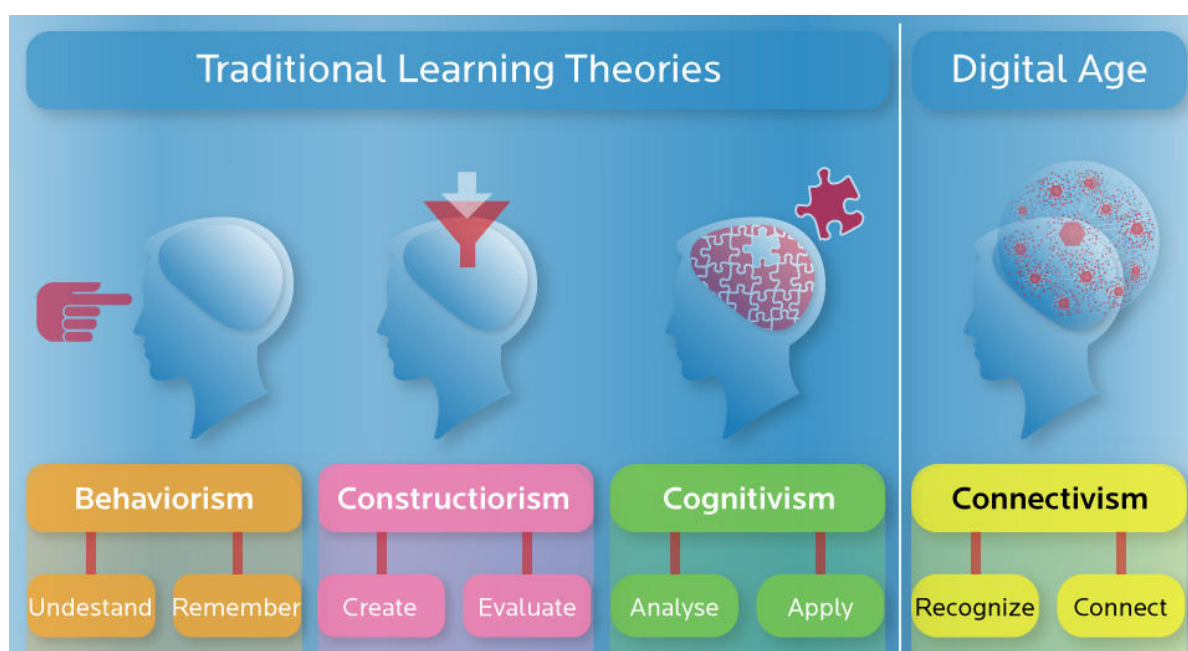 Traditional Learning Theories
Digital Age
Behaviorism
Constructiorism
Cognitivism
Connectivism
Undestand
Remember
Create
Evaluate
Analyse
Apply
Recognize
Connect